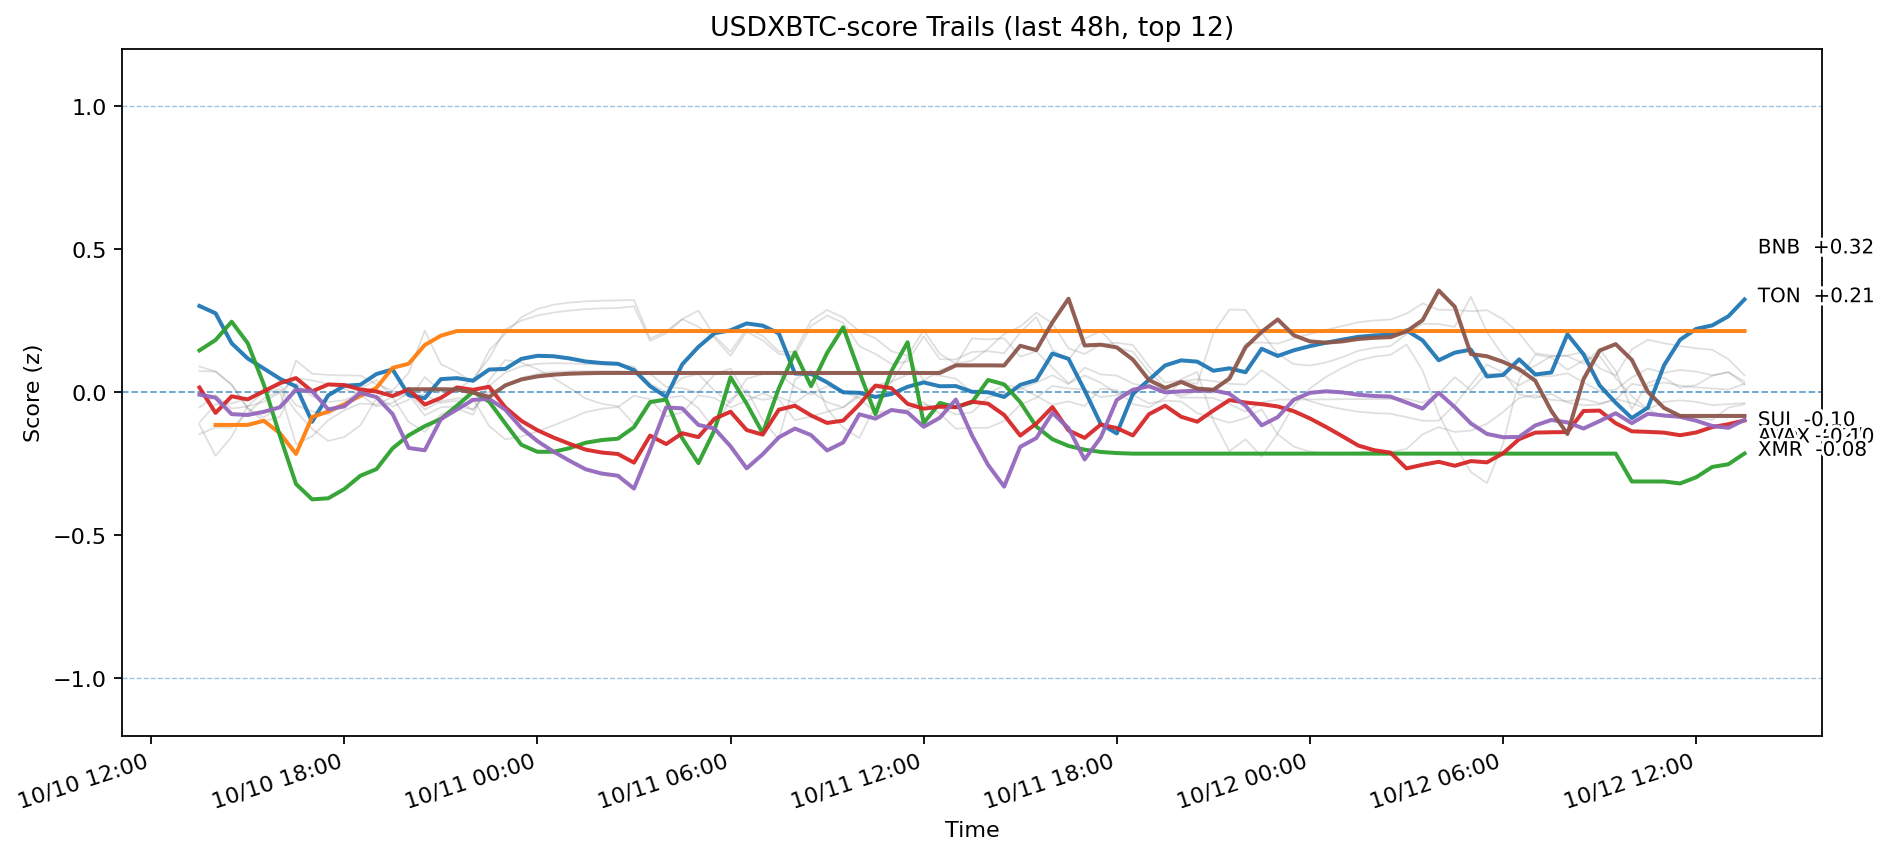 USDXBTC-score Trails (last 48h, top 12)
Score (z)
1.0
0.5
0.0
−0.5
−1.0
BNB +0.32
TON +0.21
SUI -0.10
XMR -0.08
10/10 12:00
10/10 18:00
10/11 00:00
10/11 06:00
10/11 12:00
10/11 18:00
10/12 00:00
10/12 06:00
10/12 12:00
Time